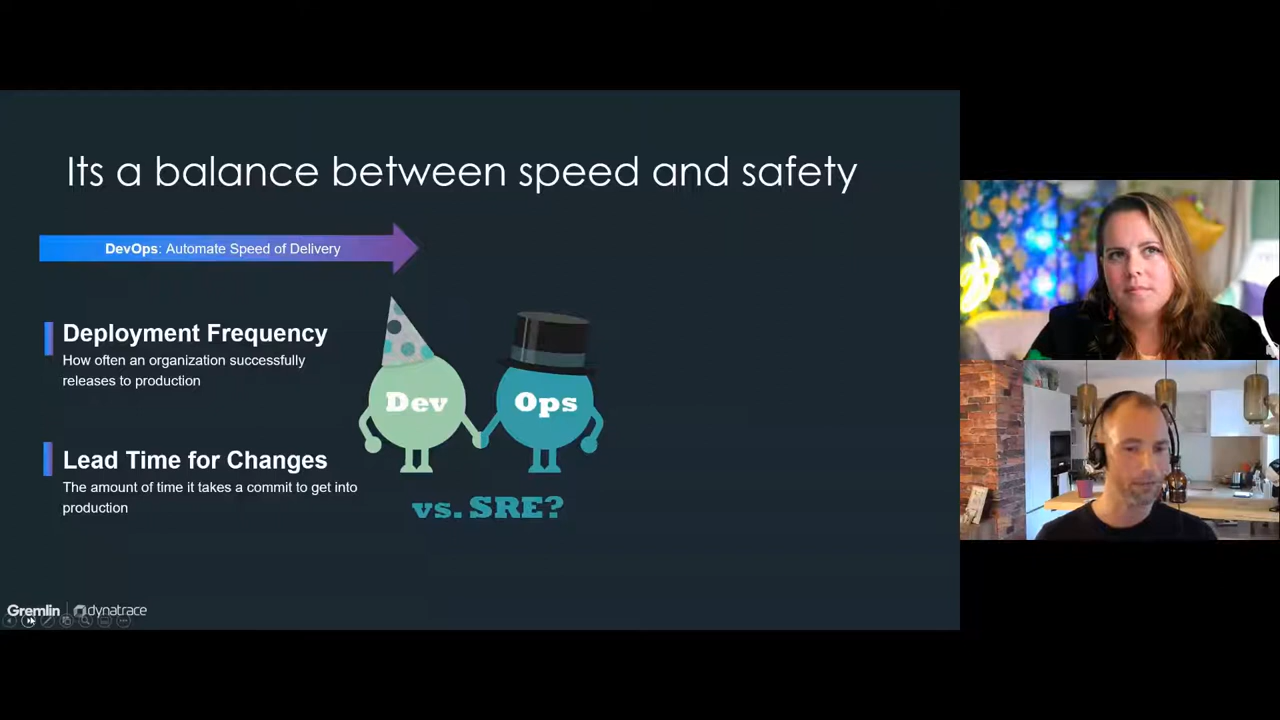 Its a balance between speed and safety
DevOps: Automate Speed of Delivery
Deployment Frequency
How often an organization successfully
releases to production
Dev
Ops
vs. SRE?
Lead Time for Changes
The amount of time it takes a commit to get into
production
Gremlin
dynatrace